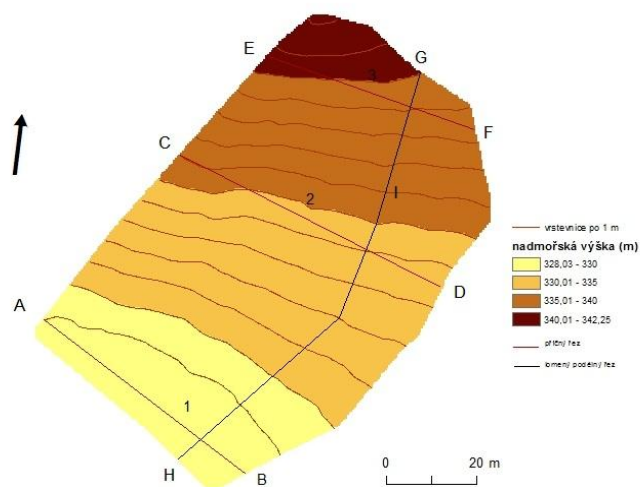 E
G
3
F
C
2
I
D
A
1
H
B
vrstevnice po 1 m
nadmořská výška (m)
328,03 - 330
330,01 - 335
335,01 - 340
340,01 - 342,25
příčný řez
lomený podélný řez
0 20 m